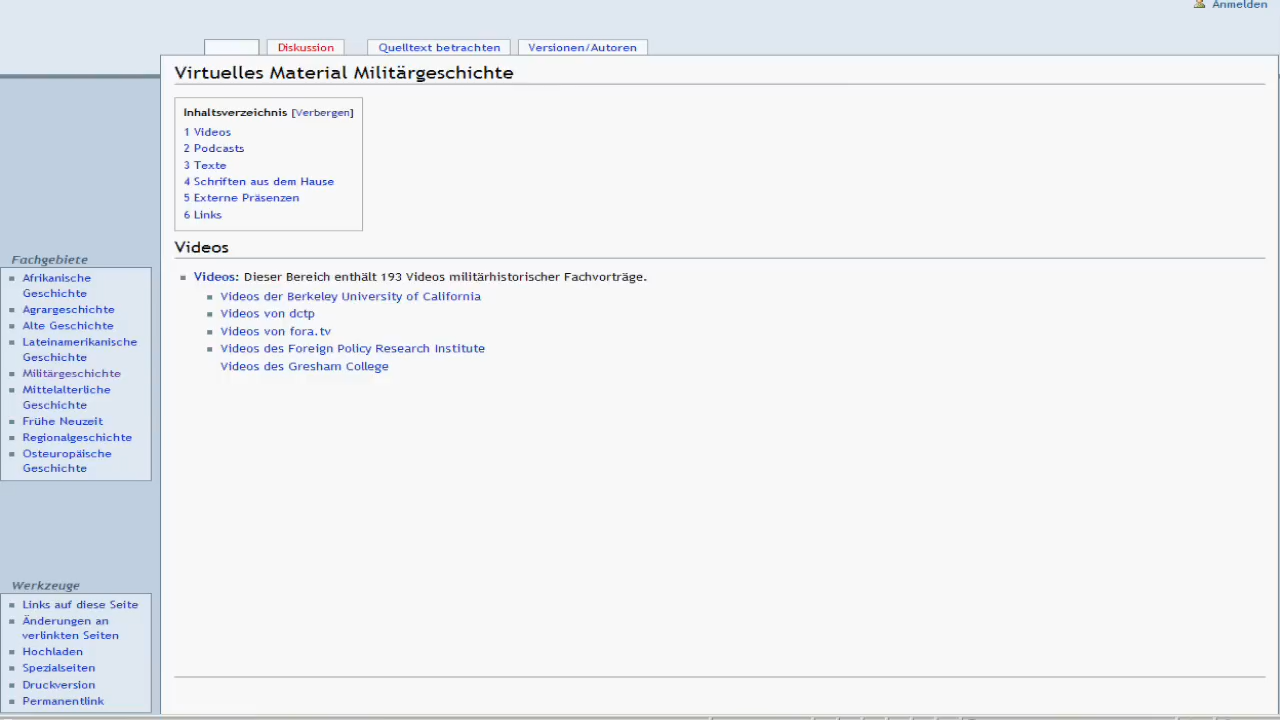 Anmelden
Diskussion
Quelltext betrachten
Versionen/Autoren
Virtuelles Material Militärgeschichte
Inhaltsverzeichnis [Verbergen]
1 Videos
2 Podcasts
3 Texte
4 Schriften aus dem Hause
5 Externe Präsenzen
6 Links
Videos
Videos: Dieser Bereich enthält 193 Videos militärhistorischer Fachvorträge.
Videos der Berkeley University of California
Videos von dctp
Videos von fora.tv
Videos des Foreign Policy Research Institute
Videos des Gresham College
Fachgebiete
Afrikanische
Geschichte
Agrargeschichte
Alte Geschichte
Lateinamerikanische
Geschichte
Militärgeschichte
Mittelalterliche
Geschichte
Frühe Neuzeit
Regionalgeschichte
Osteuropäische
Geschichte
Werkzeuge
Links auf diese Seite
Änderungen an
verlinkten Seiten
Hochladen
Spezialseiten
Druckversion
Permanentlink